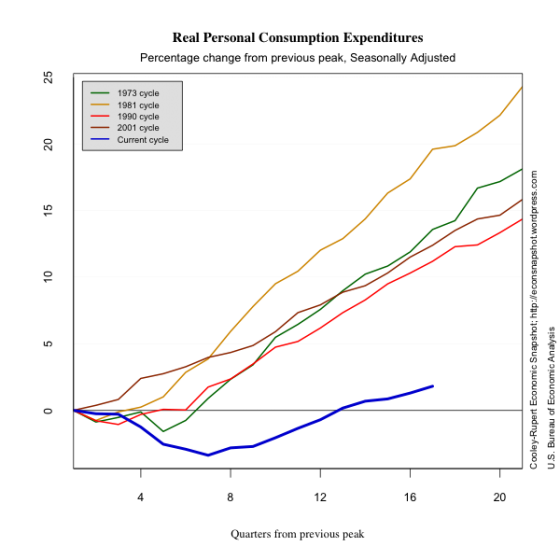 Real Personal Consumption Expenditures
Percentage change from previous peak, Seasonally Adjusted
25
20
15
10
5
0
1973 cycle
1981 cycle
1990 cycle
2001 cycle
Current cycle
4
8
12
16
20
Quarters from previous peak
Cooley-Rupert Economic Snapshot; http://econsnapshot.wordpress.com
U.S. Bureau of Economic Analysis